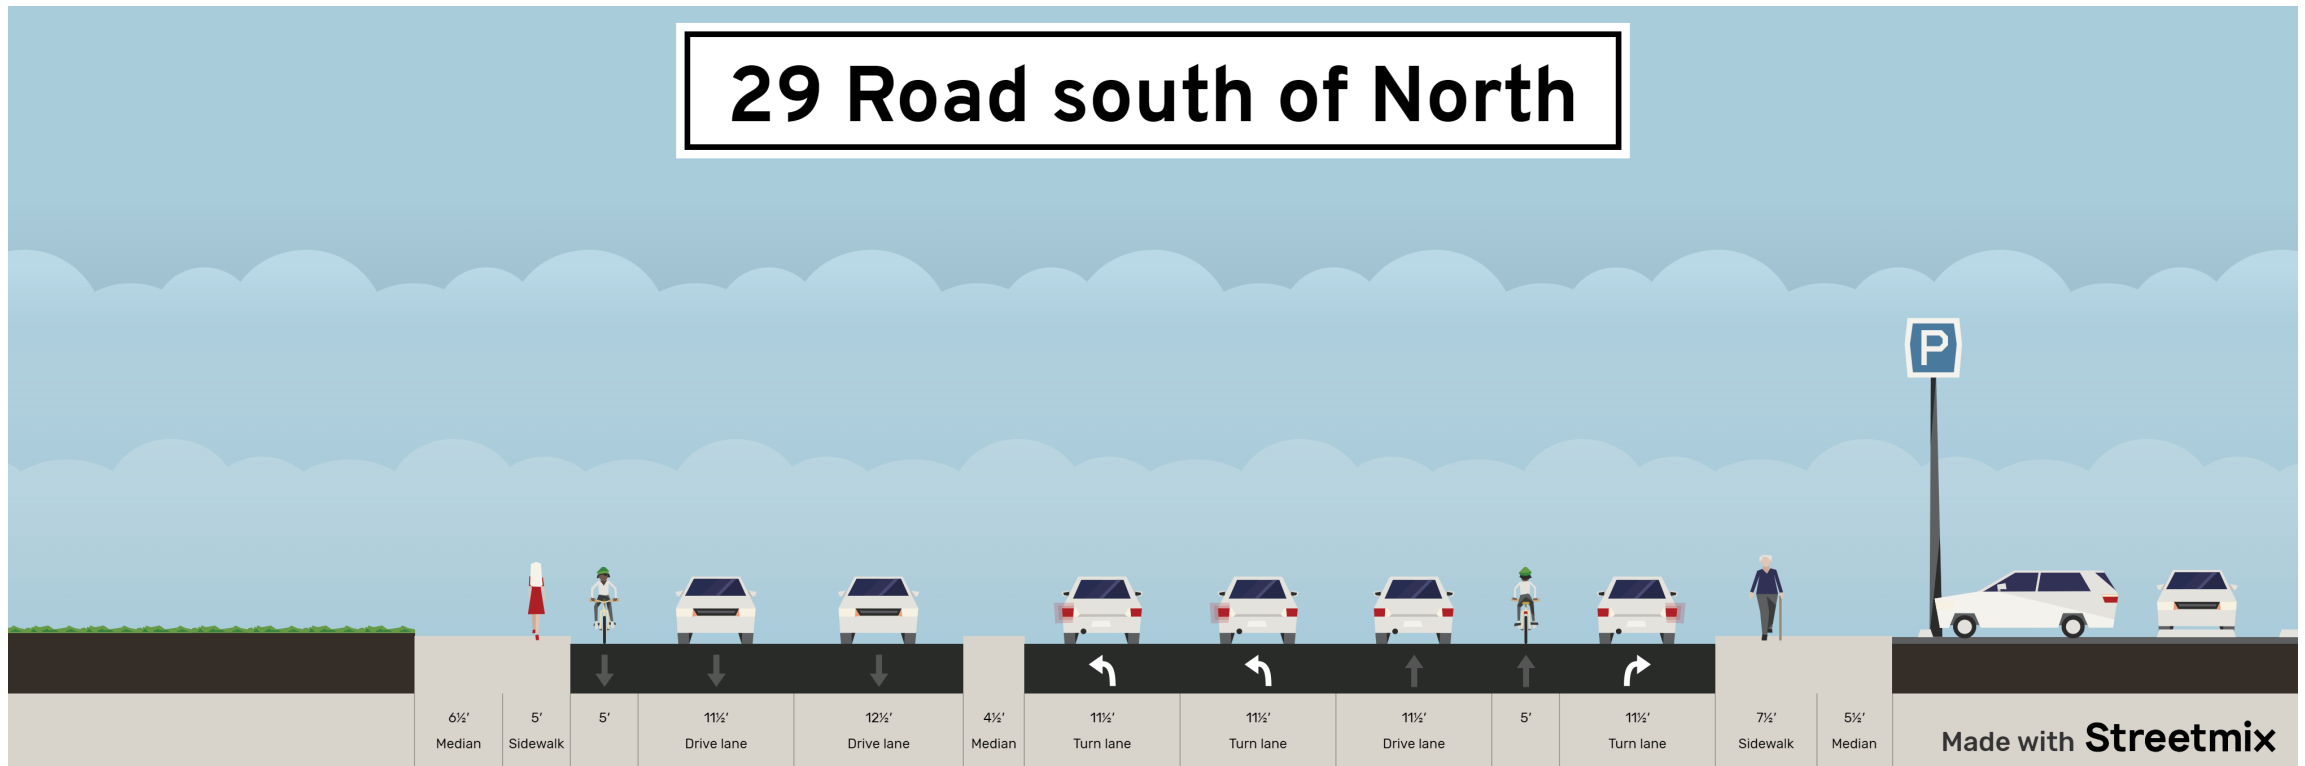 29 Road south of North
P
6½' 5' 5' 11½' 12½' 4½' 11½' 11½' 11½' 5' 11½' 7½' 5½'
Median Sidewalk Drive lane Drive lane Median Turn lane Turn lane Drive lane Turn lane Sidewalk Median
Made with Streetmix